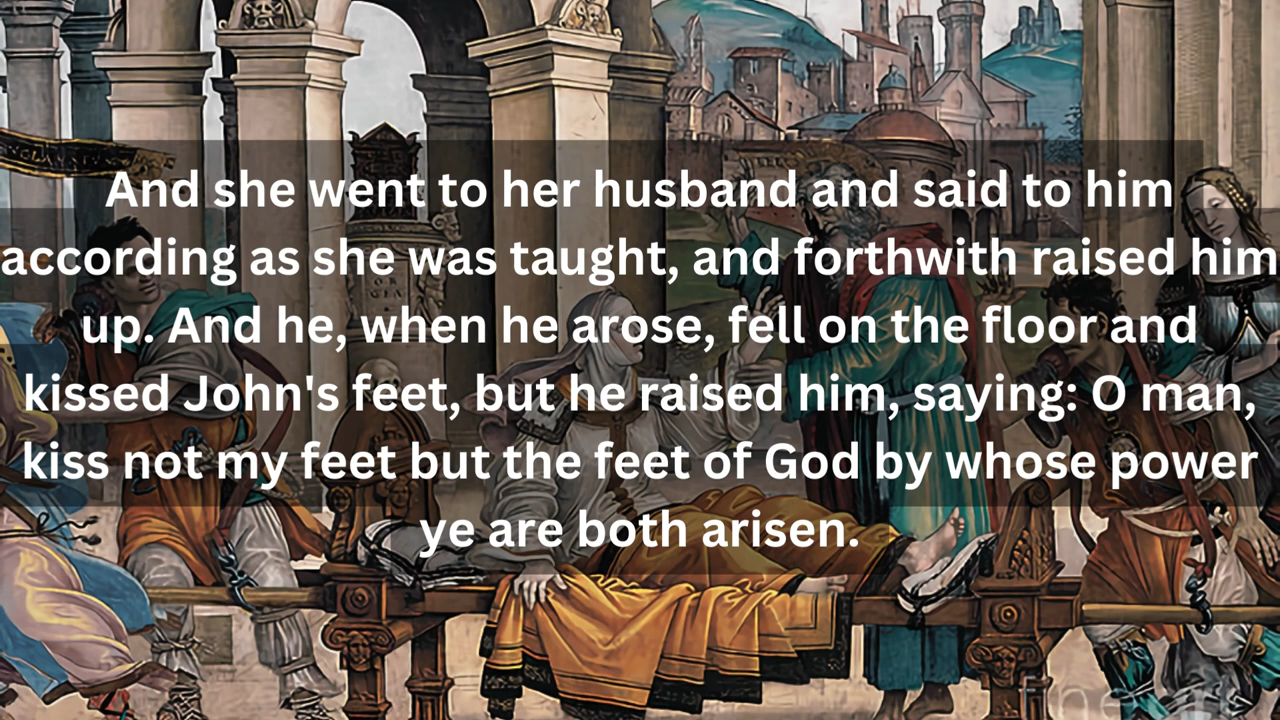 And she went to her husband and said to him
according as she was taught, and forthwith raised him
up. And he, when he arose, fell on the floor and
kissed John's feet, but he raised him, saying: O man,
kiss not my feet but the feet of God by whose power
ye are both arisen.